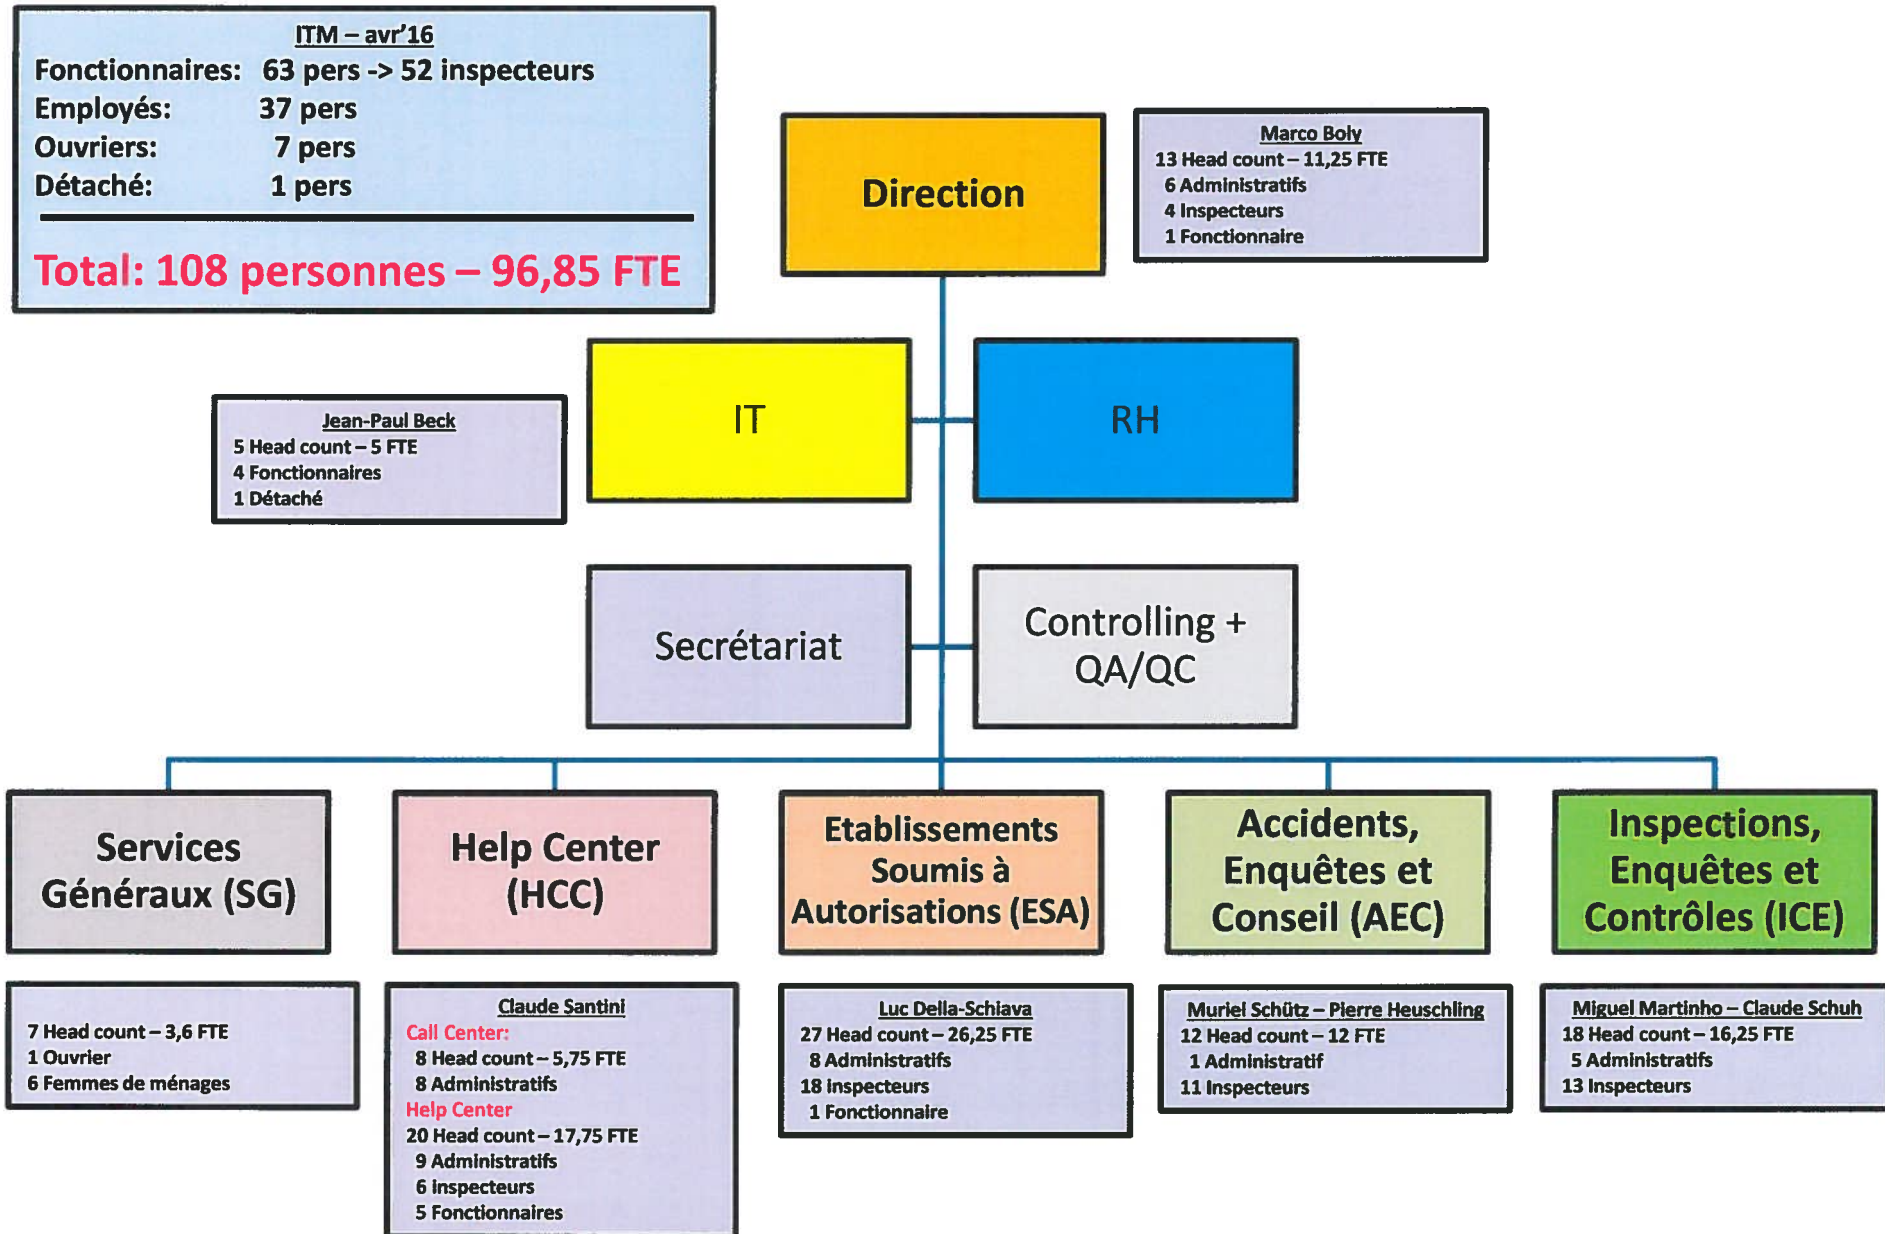 ITM – avr'16
Fonctionnaires: 63 pers -> 52 inspecteurs
Employés: 37 pers
Ouvriers: 7 pers
Détaché: 1 pers
Total: 108 personnes – 96,85 FTE
Direction
Marco Boly
13 Head count – 11,25 FTE
6 Administratifs
4 Inspecteurs
1 Fonctionnaire
Jean-Paul Beck
5 Head count – 5 FTE
4 Fonctionnaires
1 Détaché
IT
RH
Secrétariat
Controlling +
QA/QC
Services
Généraux (SG)
Help Center
(HCC)
Etablissements
Soumis à
Autorisations (ESA)
Accidents,
Enquêtes et
Conseil (AEC)
Inspections,
Enquêtes et
Contrôles (ICE)
7 Head count – 3,6 FTE
1 Ouvrier
6 Femmes de ménages
Claude Santini
Call Center:
8 Head count – 5,75 FTE
8 Administratifs
Help Center
20 Head count – 17,75 FTE
9 Administratifs
6 Inspecteurs
5 Fonctionnaires
Luc Della-Schiava
27 Head count – 26,25 FTE
8 Administratifs
18 Inspecteurs
1 Fonctionnaire
Muriel Schütz – Pierre Heuschling
12 Head count – 12 FTE
1 Administratif
11 Inspecteurs
Miguel Martinho – Claude Schuh
18 Head count – 16,25 FTE
5 Administratifs
13 Inspecteurs